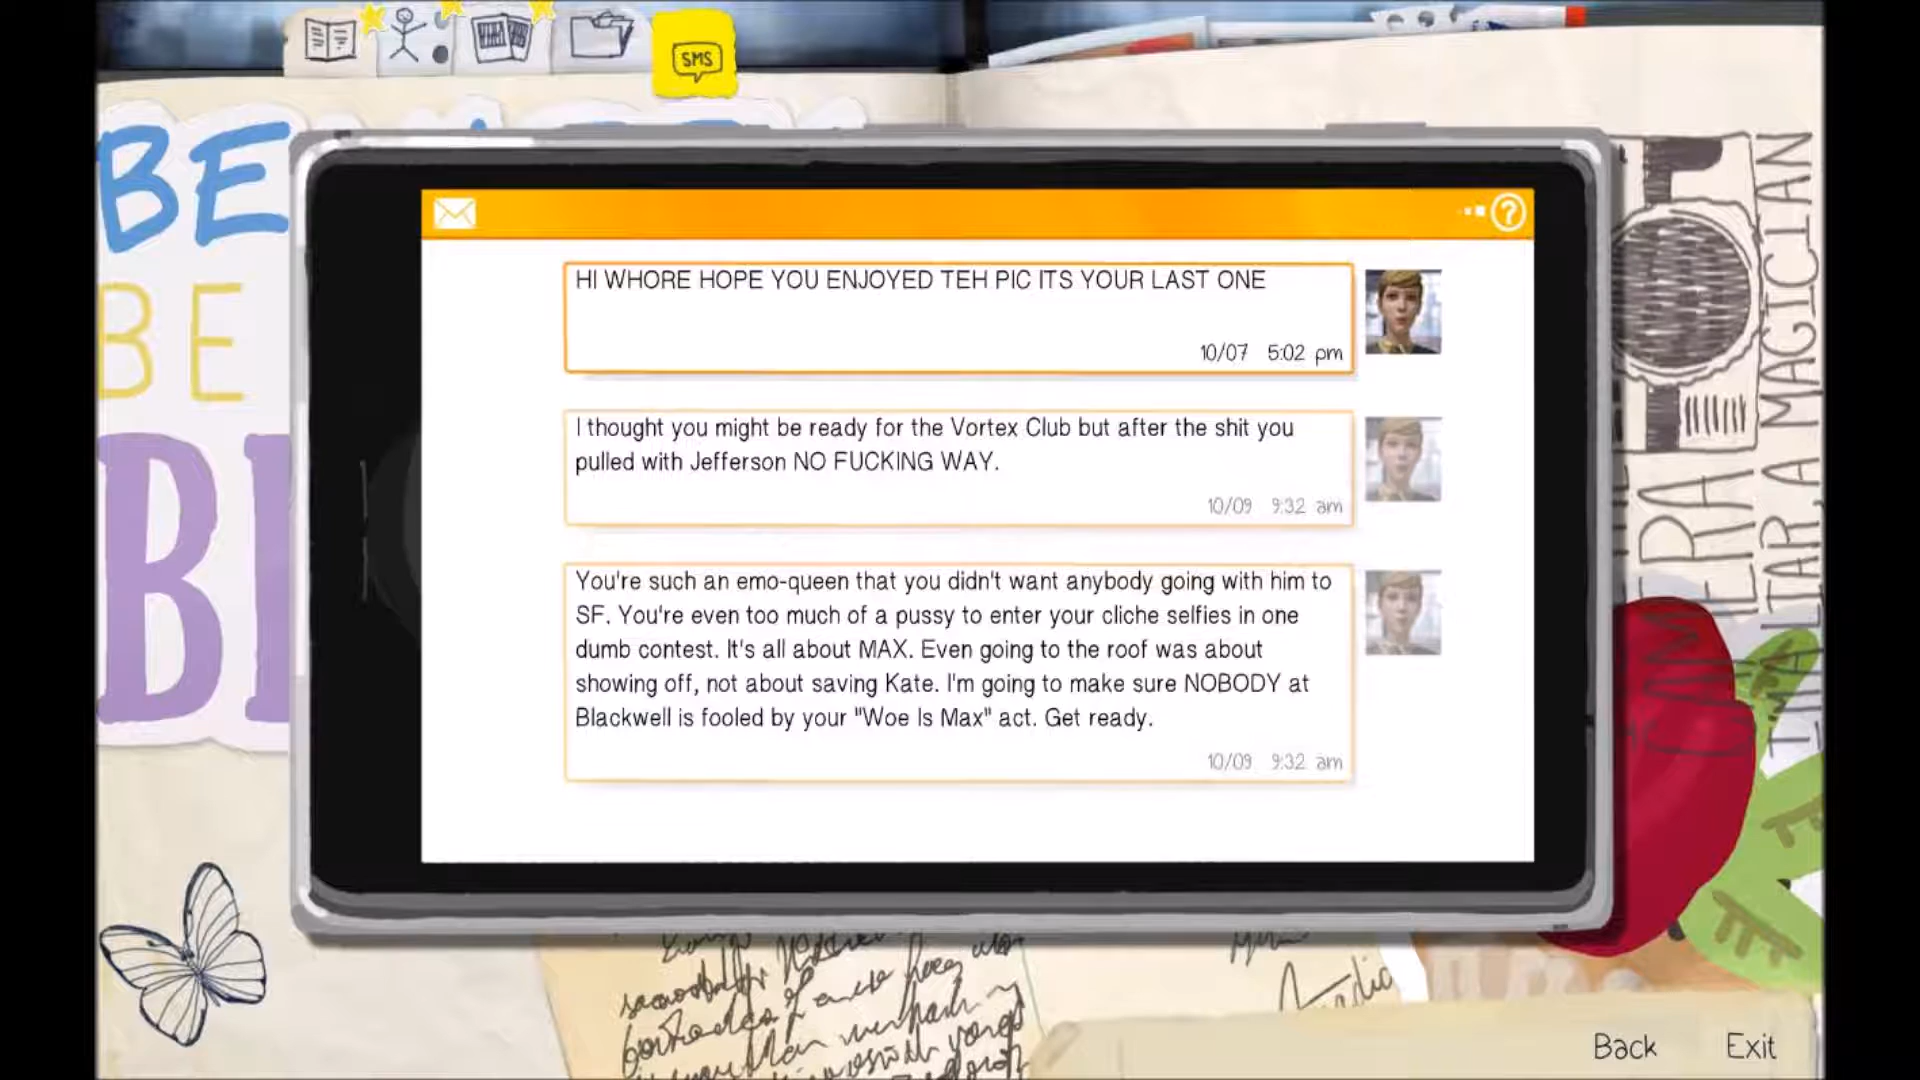 SMS
BE
BE
HI WHORE HOPE YOU ENJOYED TEH PIC ITS YOUR LAST ONE
10/07 5:02 pm
I thought you might be ready for the Vortex Club but after the shit you
pulled with Jefferson NO FUCKING WAY.
10/09 9:32 am
You're such an emo-queen that you didn't want anybody going with him to
SF. You're even too much of a pussy to enter your cliche selfies in one
dumb contest. It's all about MAX. Even going to the roof was about
showing off, not about saving Kate. I'm going to make sure NOBODY at
Blackwell is fooled by your "Woe Is Max" act. Get ready.
10/09 9:32 am
CAMERA
A MAGICIAN
Back Exit